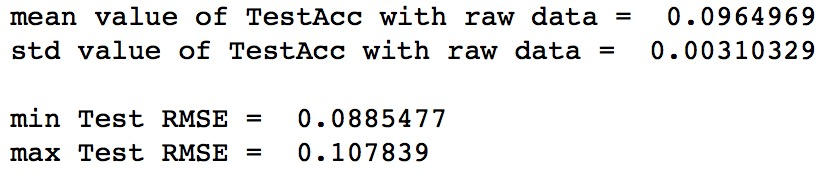 mean value of TestAcc with raw data =  0.0964969
std value of TestAcc with raw data =  0.00310329
min Test RMSE =  0.0885477
max Test RMSE =  0.107839